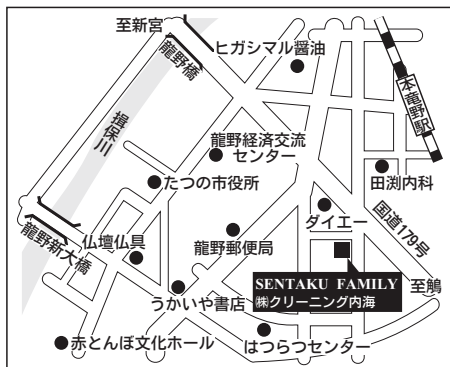 至新宮
龍野橋
ヒガシマル醤油
本竜野駅
揖保川
龍野経済交流
センター
たつの市役所
田渕内科
ダイエー
国道179号
龍野新大橋
仏壇仏具
龍野郵便局
至鵤
SENTAKU FAMILY
㈱クリーニング内海
うかいや書店
赤とんぼ文化ホール
はつらつセンター